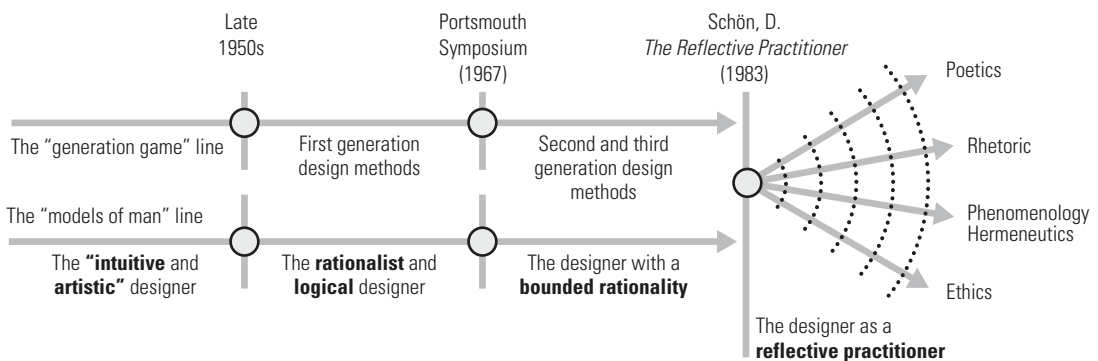 Late
1950s
Portsmouth
Symposium
(1967)
Schön, D.
The Reflective Practitioner
(1983)
The “generation game” line
First generation
design methods
Second and third
generation design
methods
The “models of man” line
The “intuitive and
artistic” designer
The rationalist and
logical designer
The designer with a
bounded rationality
The designer as a
reflective practitioner
Poetics
Rhetoric
Phenomenology
Hermeneutics
Ethics